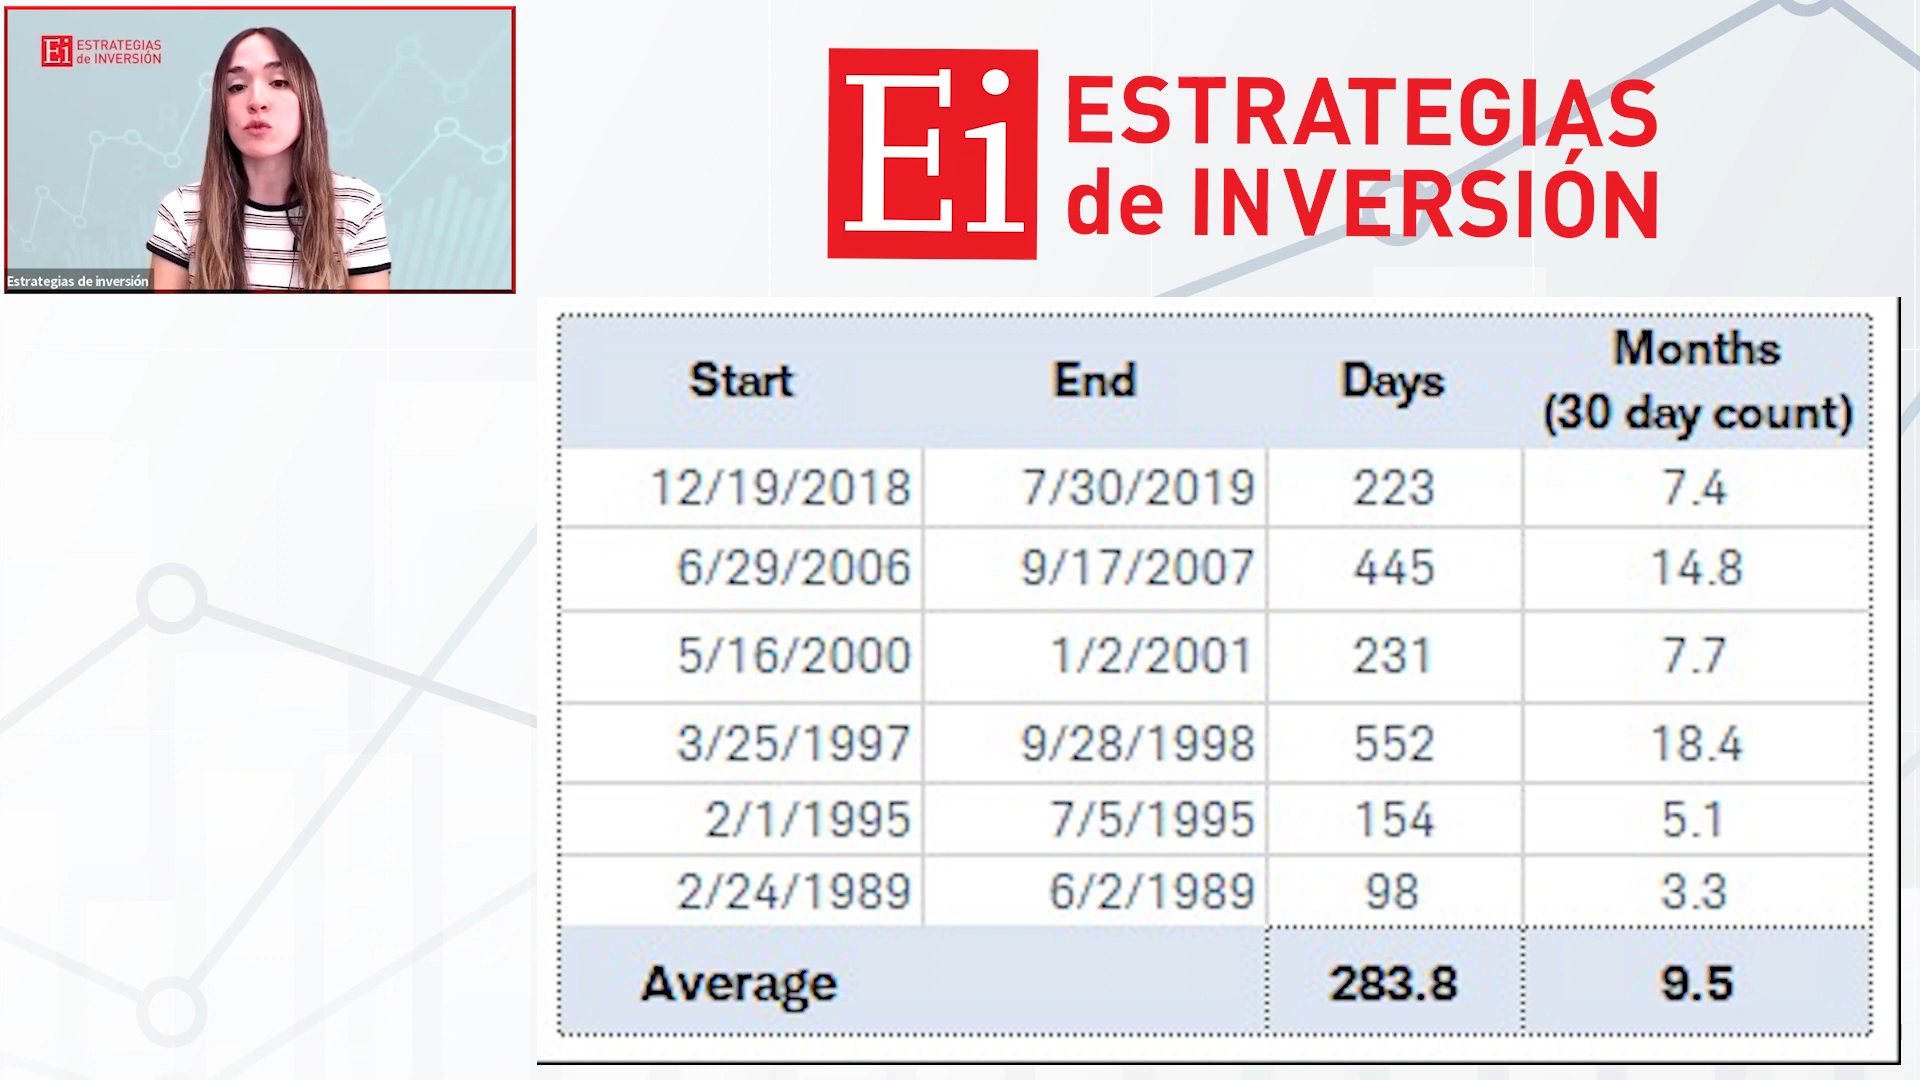 Ei ESTRATEGIAS
de INVERSIÓN
Estrategias de inversión
Ei ESTRATEGIAS
de INVERSIÓN
Start End Days Months (30 day count)
12/19/2018 7/30/2019 223 7.4
6/29/2006 9/17/2007 445 14.8
5/16/2000 1/2/2001 231 7.7
3/25/1997 9/28/1998 552 18.4
2/1/1995 7/5/1995 154 5.1
2/24/1989 6/2/1989 98 3.3
Average 283.8 9.5